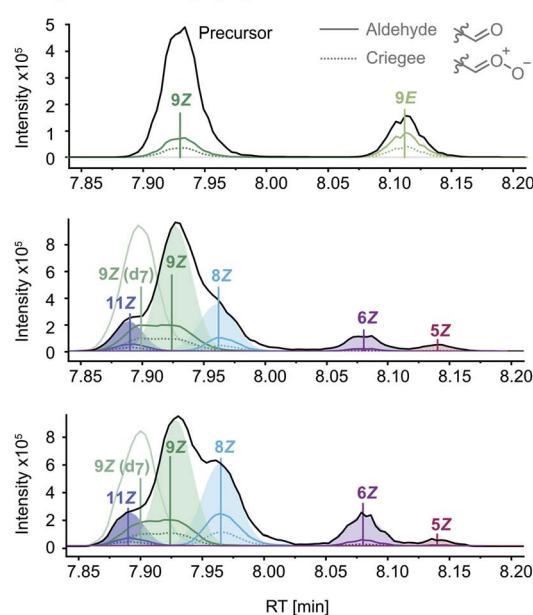 5
4
3
2
1
0
Intensity x10⁵
Precursor
9Z
9E
Aldehyde
O
Criegee
O⁺
O⁻
7.85 7.90 7.95 8.00 8.05 8.10 8.15 8.20
8
6
4
2
0
Intensity x10⁵
9Z (d7)
11Z
9Z
8Z
6Z
5Z
7.85 7.90 7.95 8.00 8.05 8.10 8.15 8.20
8
6
4
2
0
Intensity x10⁵
9Z (d7)
11Z
9Z
8Z
6Z
5Z
7.85 7.90 7.95 8.00 8.05 8.10 8.15 8.20
RT [min]